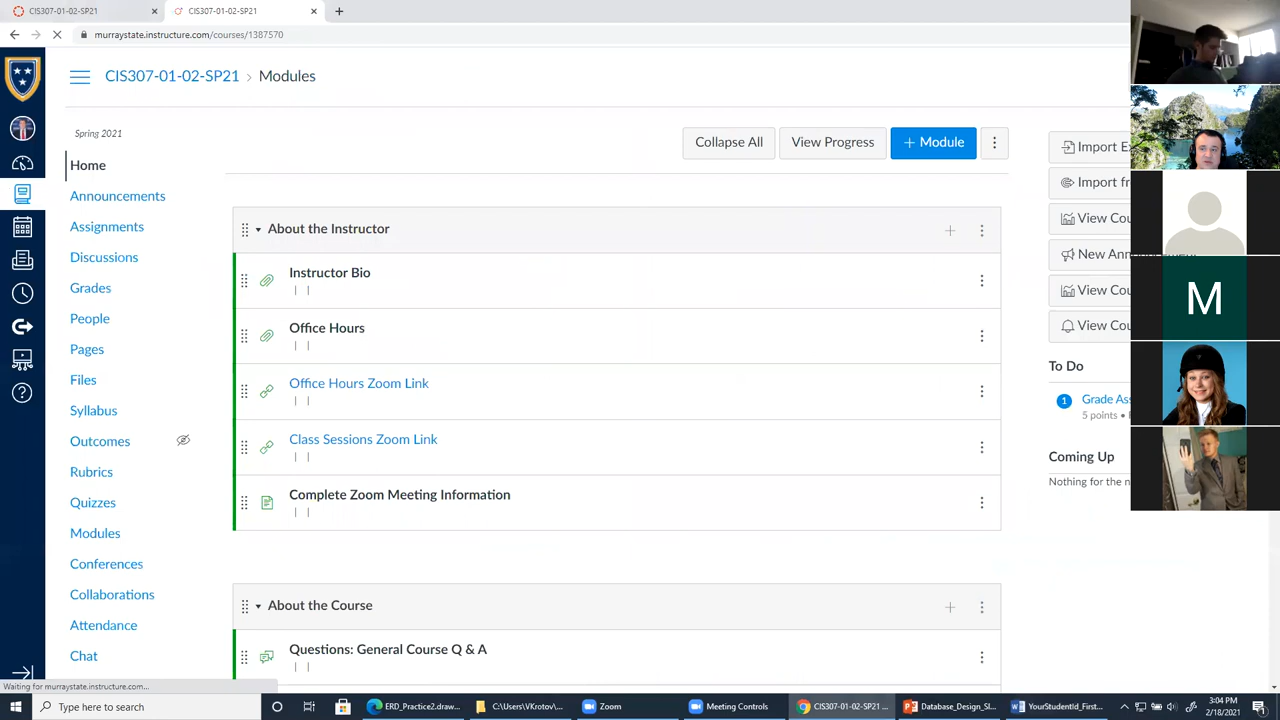 CIS307-01-02-SP21
CIS307-01-02-SP21
murraystate.instructure.com/courses/1387570
CIS307-01-02-SP21 › Modules
Spring 2021
Collapse All
View Progress
+ Module
Home
Announcements
Assignments
Discussions
Grades
People
Pages
Files
Syllabus
Outcomes
Rubrics
Quizzes
Modules
Conferences
Collaborations
Attendance
Chat
About the Instructor
Instructor Bio
Office Hours
Office Hours Zoom Link
Class Sessions Zoom Link
Complete Zoom Meeting Information
About the Course
Questions: General Course Q & A
Import Ex
Import fr
View Cou
New Announcement
View Cou
View Cou
To Do
1
Grade Ass
5 points •
Coming Up
Nothing for the n
M
Waiting for murraystate.instructure.com...
Type here to search
ERD_Practice2.draw...
C:\Users\VKrotov\...
Zoom
Meeting Controls
CIS307-01-02-SP21 ...
Database_Design_Sl...
YourStudentId_First...
3:04 PM
2/18/2021
1